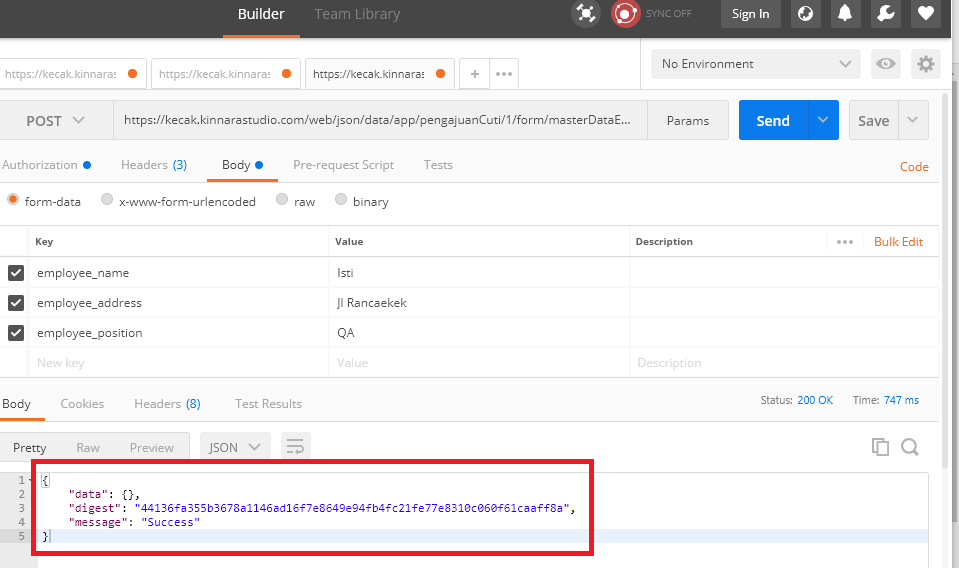 Builder Team Library SYNC OFF Sign In
https://kecak.kinnaras https://kecak.kinnaras https://kecak.kinnaras + ••• No Environment
POST https://kecak.kinnarastudio.com/web/json/data/app/pengajuanCuti/1/form/masterDataE... Params Send Save
Authorization Headers (3) Body Pre-request Script Tests Code
form-data x-www-form-urlencoded raw binary
Key Value Description ••• Bulk Edit
employee_name Isti
employee_address Jl Rancaekek
employee_position QA
New key Value Description
Body Cookies Headers (8) Test Results Status: 200 OK Time: 747 ms
Pretty Raw Preview JSON
1 {
2 "data": {},
3 "digest": "44136fa355b3678a1146ad16f7e8649e94fb4fc21fe77e8310c060f61caaff8a",
4 "message": "Success"
5 }